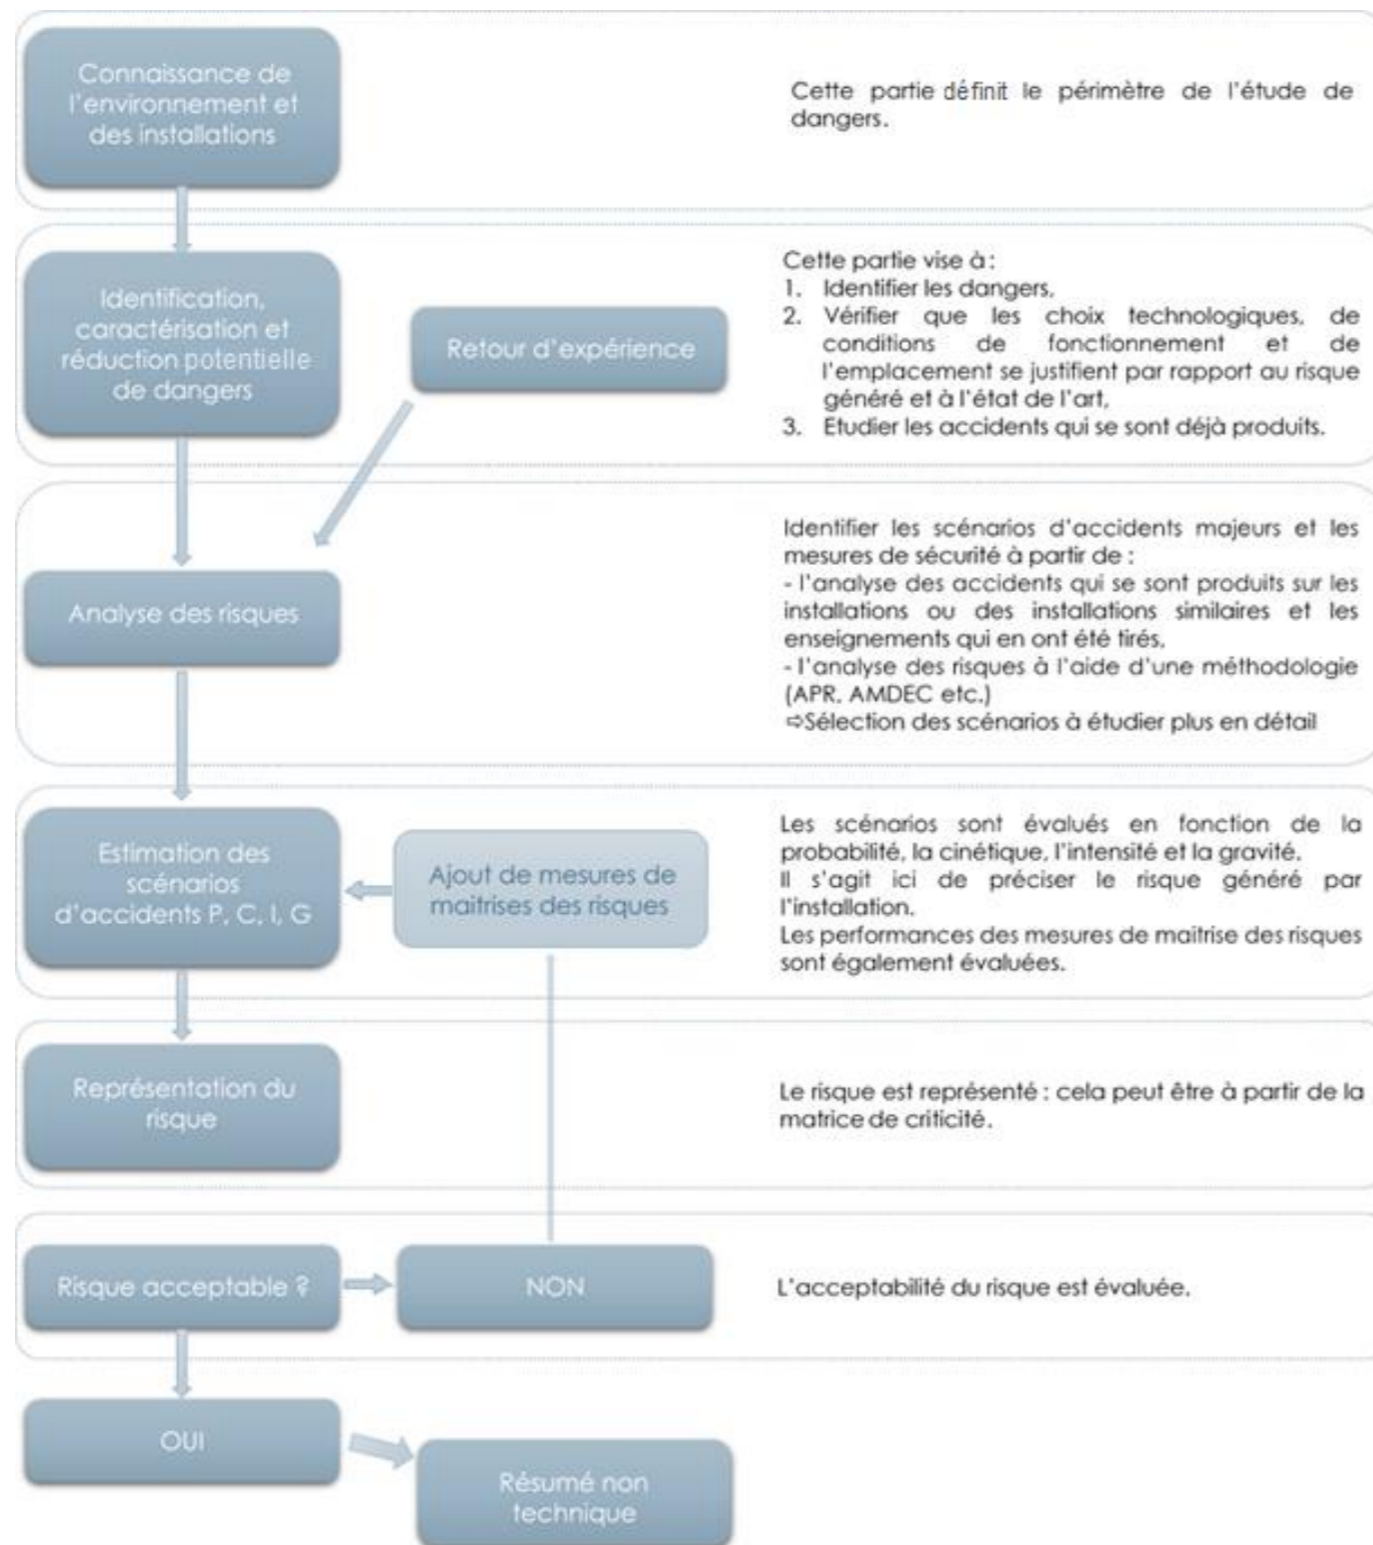 Connaissance de
l'environnement et
des installations
Cette partie définit le périmètre de l'étude de
dangers.
Identification,
caractérisation et
réduction potentielle
de dangers
Retour d'expérience
Cette partie vise à :
1. Identifier les dangers,
2. Vérifier que les choix technologiques, de
conditions de fonctionnement et de
l'emplacement se justifient par rapport au risque
généré et à l'état de l'art,
3. Etudier les accidents qui se sont déjà produits.
Analyse des risques
Identifier les scénarios d'accidents majeurs et les
mesures de sécurité à partir de :
- l'analyse des accidents qui se sont produits sur les
installations ou des installations similaires et les
enseignements qui en ont été tirés,
- l'analyse des risques à l'aide d'une méthodologie
(APR, AMDEC etc.)
⇨Sélection des scénarios à étudier plus en détail
Estimation des
scénarios
d'accidents P, C, I, G
Ajout de mesures de
maitrises des risques
Les scénarios sont évalués en fonction de la
probabilité, la cinétique, l'intensité et la gravité.
Il s'agit ici de préciser le risque généré par
l'installation.
Les performances des mesures de maîtrise des risques
sont également évaluées.
Représentation du
risque
Le risque est représenté : cela peut être à partir de la
matrice de criticité.
Risque acceptable ?
NON
L'acceptabilité du risque est évaluée.
OUI
Résumé non
technique